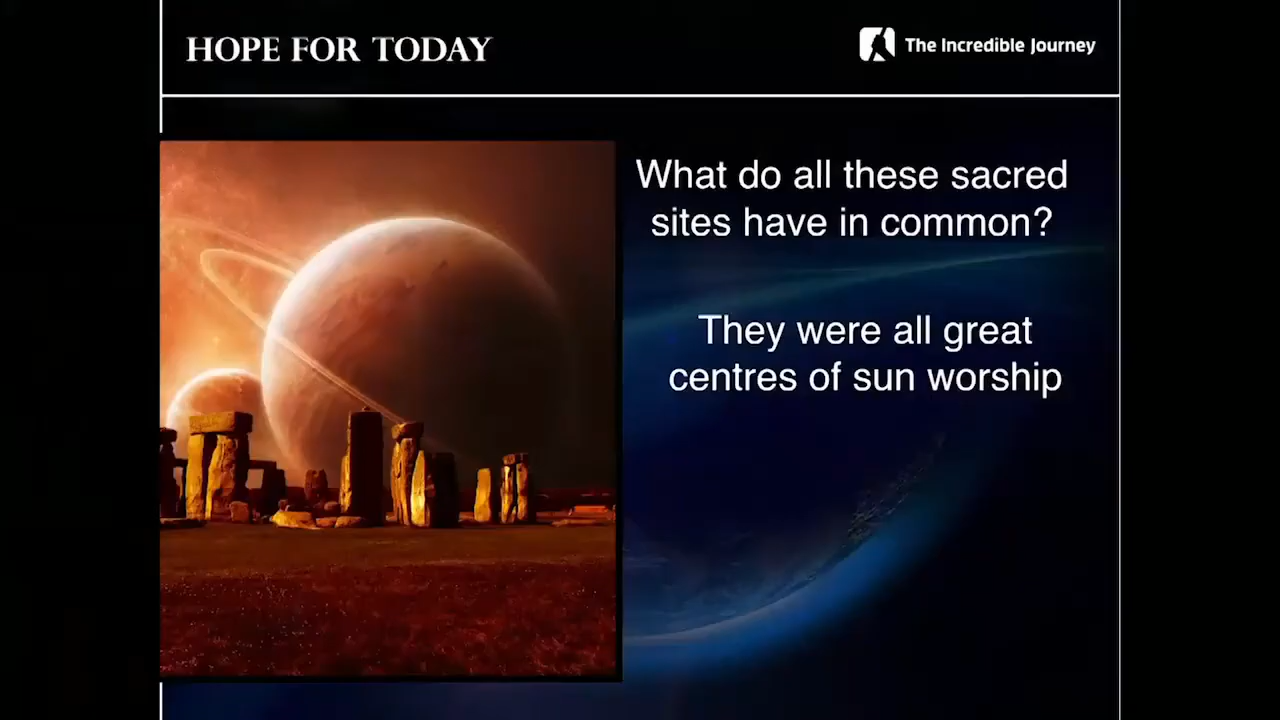 HOPE FOR TODAY
The Incredible Journey
What do all these sacred
sites have in common?
They were all great
centres of sun worship